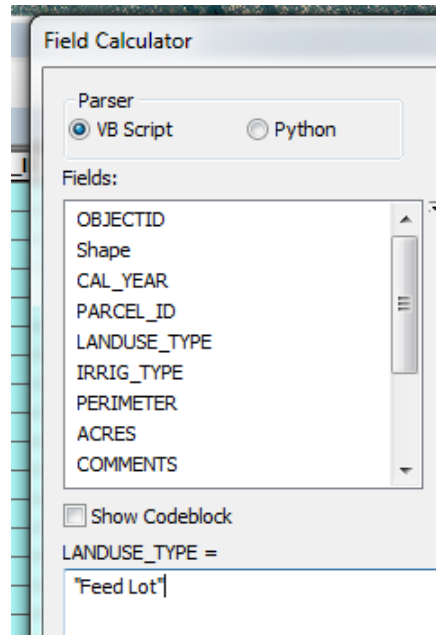 Field Calculator
Parser
VB Script Python
Fields:
OBJECTID
Shape
CAL_YEAR
PARCEL_ID
LANDUSE_TYPE
IRRIG_TYPE
PERIMETER
ACRES
COMMENTS
Show Codeblock
LANDUSE_TYPE =
"Feed Lot"